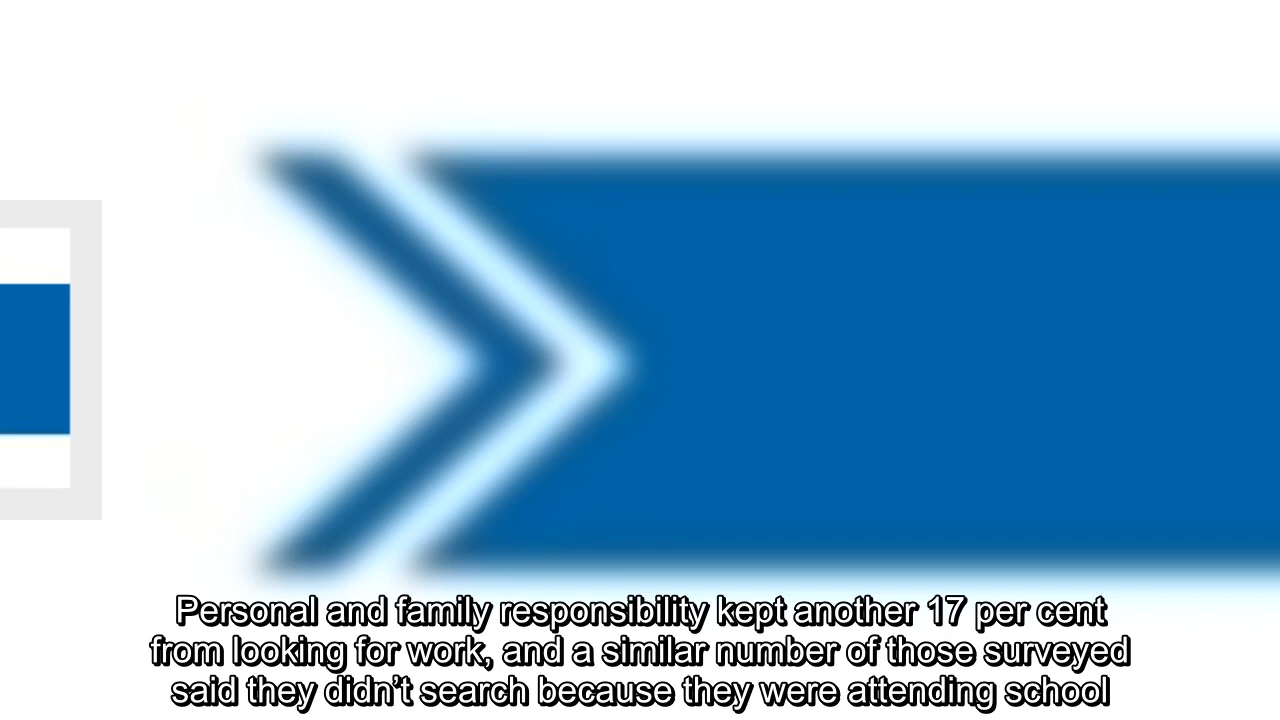 Personal and family responsibility kept another 17 per cent
from looking for work, and a similar number of those surveyed
said they didn't search because they were attending school